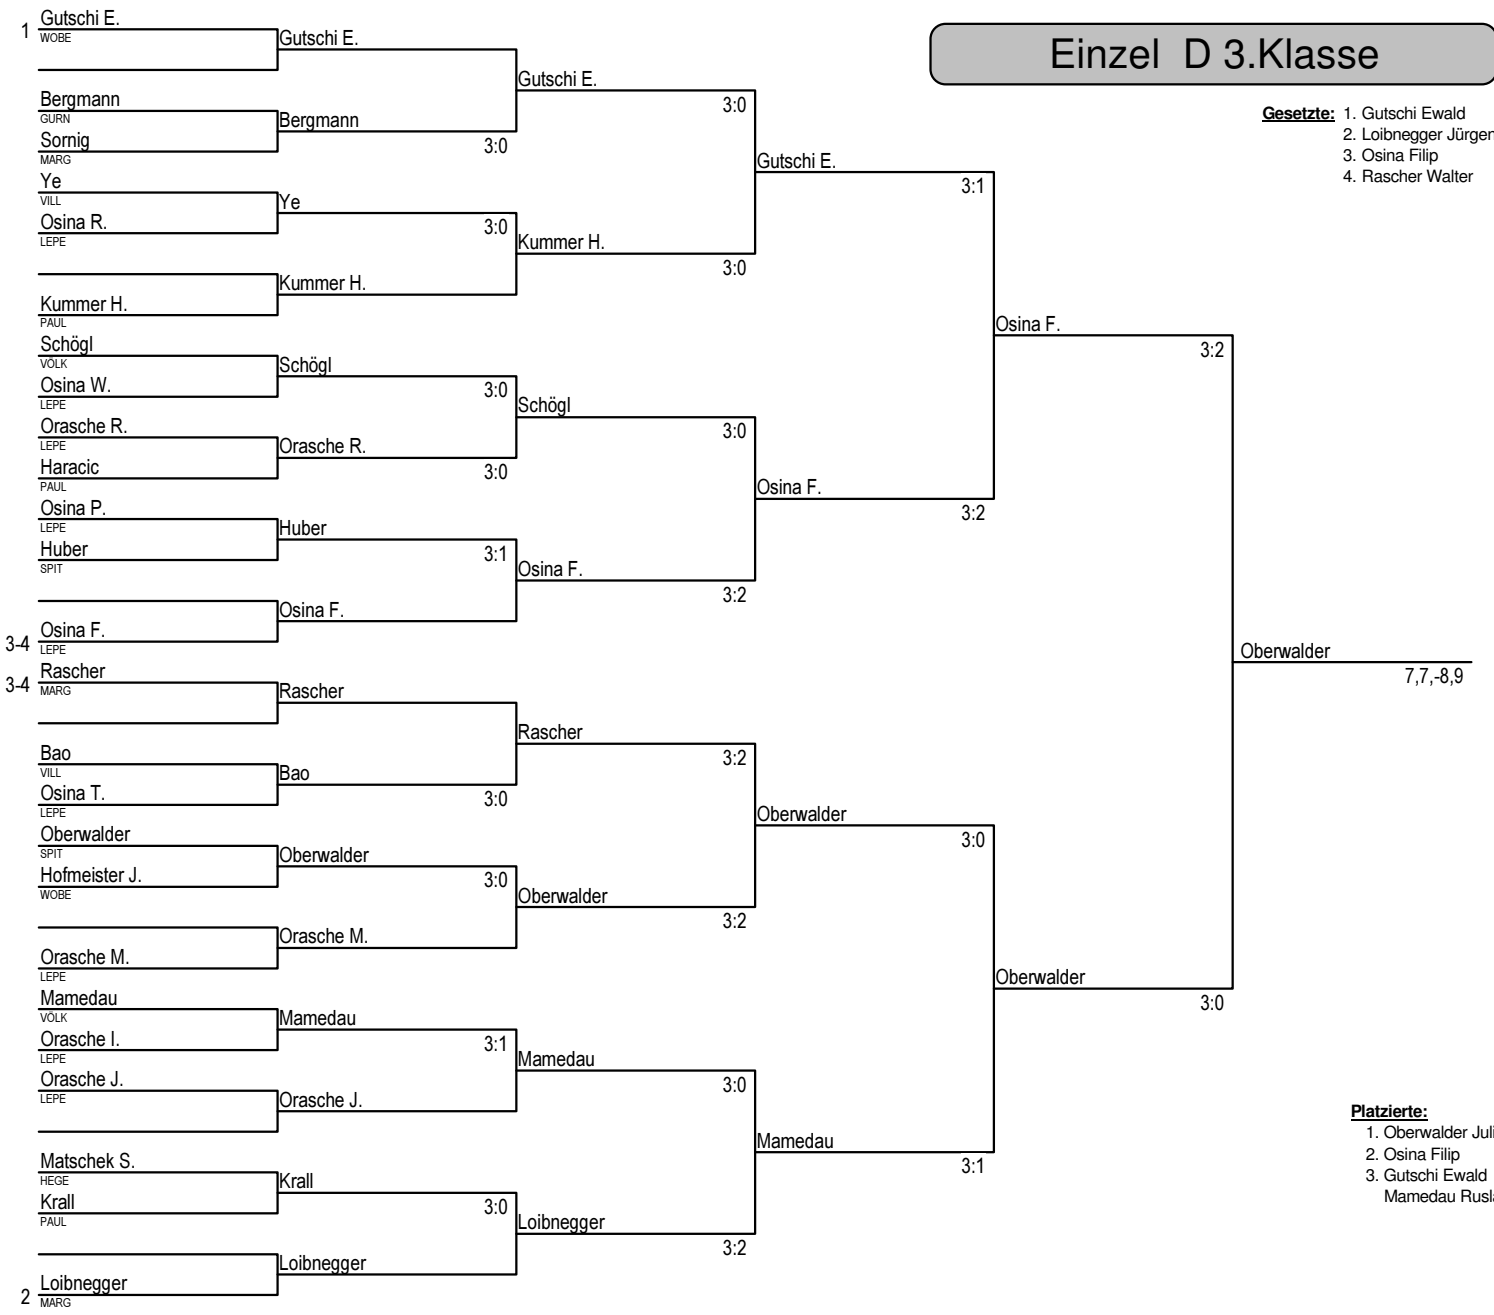 Einzel D 3.Klasse
Gesetzte: 1. Gutschi Ewald
2. Loibnegger Jürgen
3. Osina Filip
4. Rascher Walter
1 Gutschi E.
WOBE
Bergmann
GURN
Sornig
MARG
Ye
VILL
Osina R.
LEPE
Kummer H.
PAUL
Schögl
VÖLK
Osina W.
LEPE
Orasche R.
LEPE
Haracic
PAUL
Osina P.
LEPE
Huber
SPIT
3-4 Osina F.
LEPE
3-4 Rascher
MARG
Bao
VILL
Osina T.
LEPE
Oberwalder
SPIT
Hofmeister J.
WOBE
Orasche M.
LEPE
Mamedau
VÖLK
Orasche I.
LEPE
Orasche J.
LEPE
Matschek S.
HEGE
Krall
PAUL
2 Loibnegger
MARG
Gutschi E.
Bergmann
3:0
Ye
3:0
Kummer H.
Schögl
3:0
Orasche R.
3:0
Huber
3:1
Osina F.
Rascher
Bao
3:0
Oberwalder
3:0
Orasche M.
Mamedau
3:1
Orasche J.
Krall
3:0
Loibnegger
Gutschi E.
3:0
Kummer H.
3:0
Schögl
3:0
Osina F.
3:2
Rascher
3:2
Oberwalder
3:2
Mamedau
3:0
Loibnegger
3:2
Gutschi E.
3:1
Osina F.
3:2
Oberwalder
3:0
Mamedau
3:1
Osina F.
3:2
Oberwalder
3:0
Oberwalder
7,7,-8,9
Platzierte:
1. Oberwalder Juli
2. Osina Filip
3. Gutschi Ewald
Mamedau Rusl